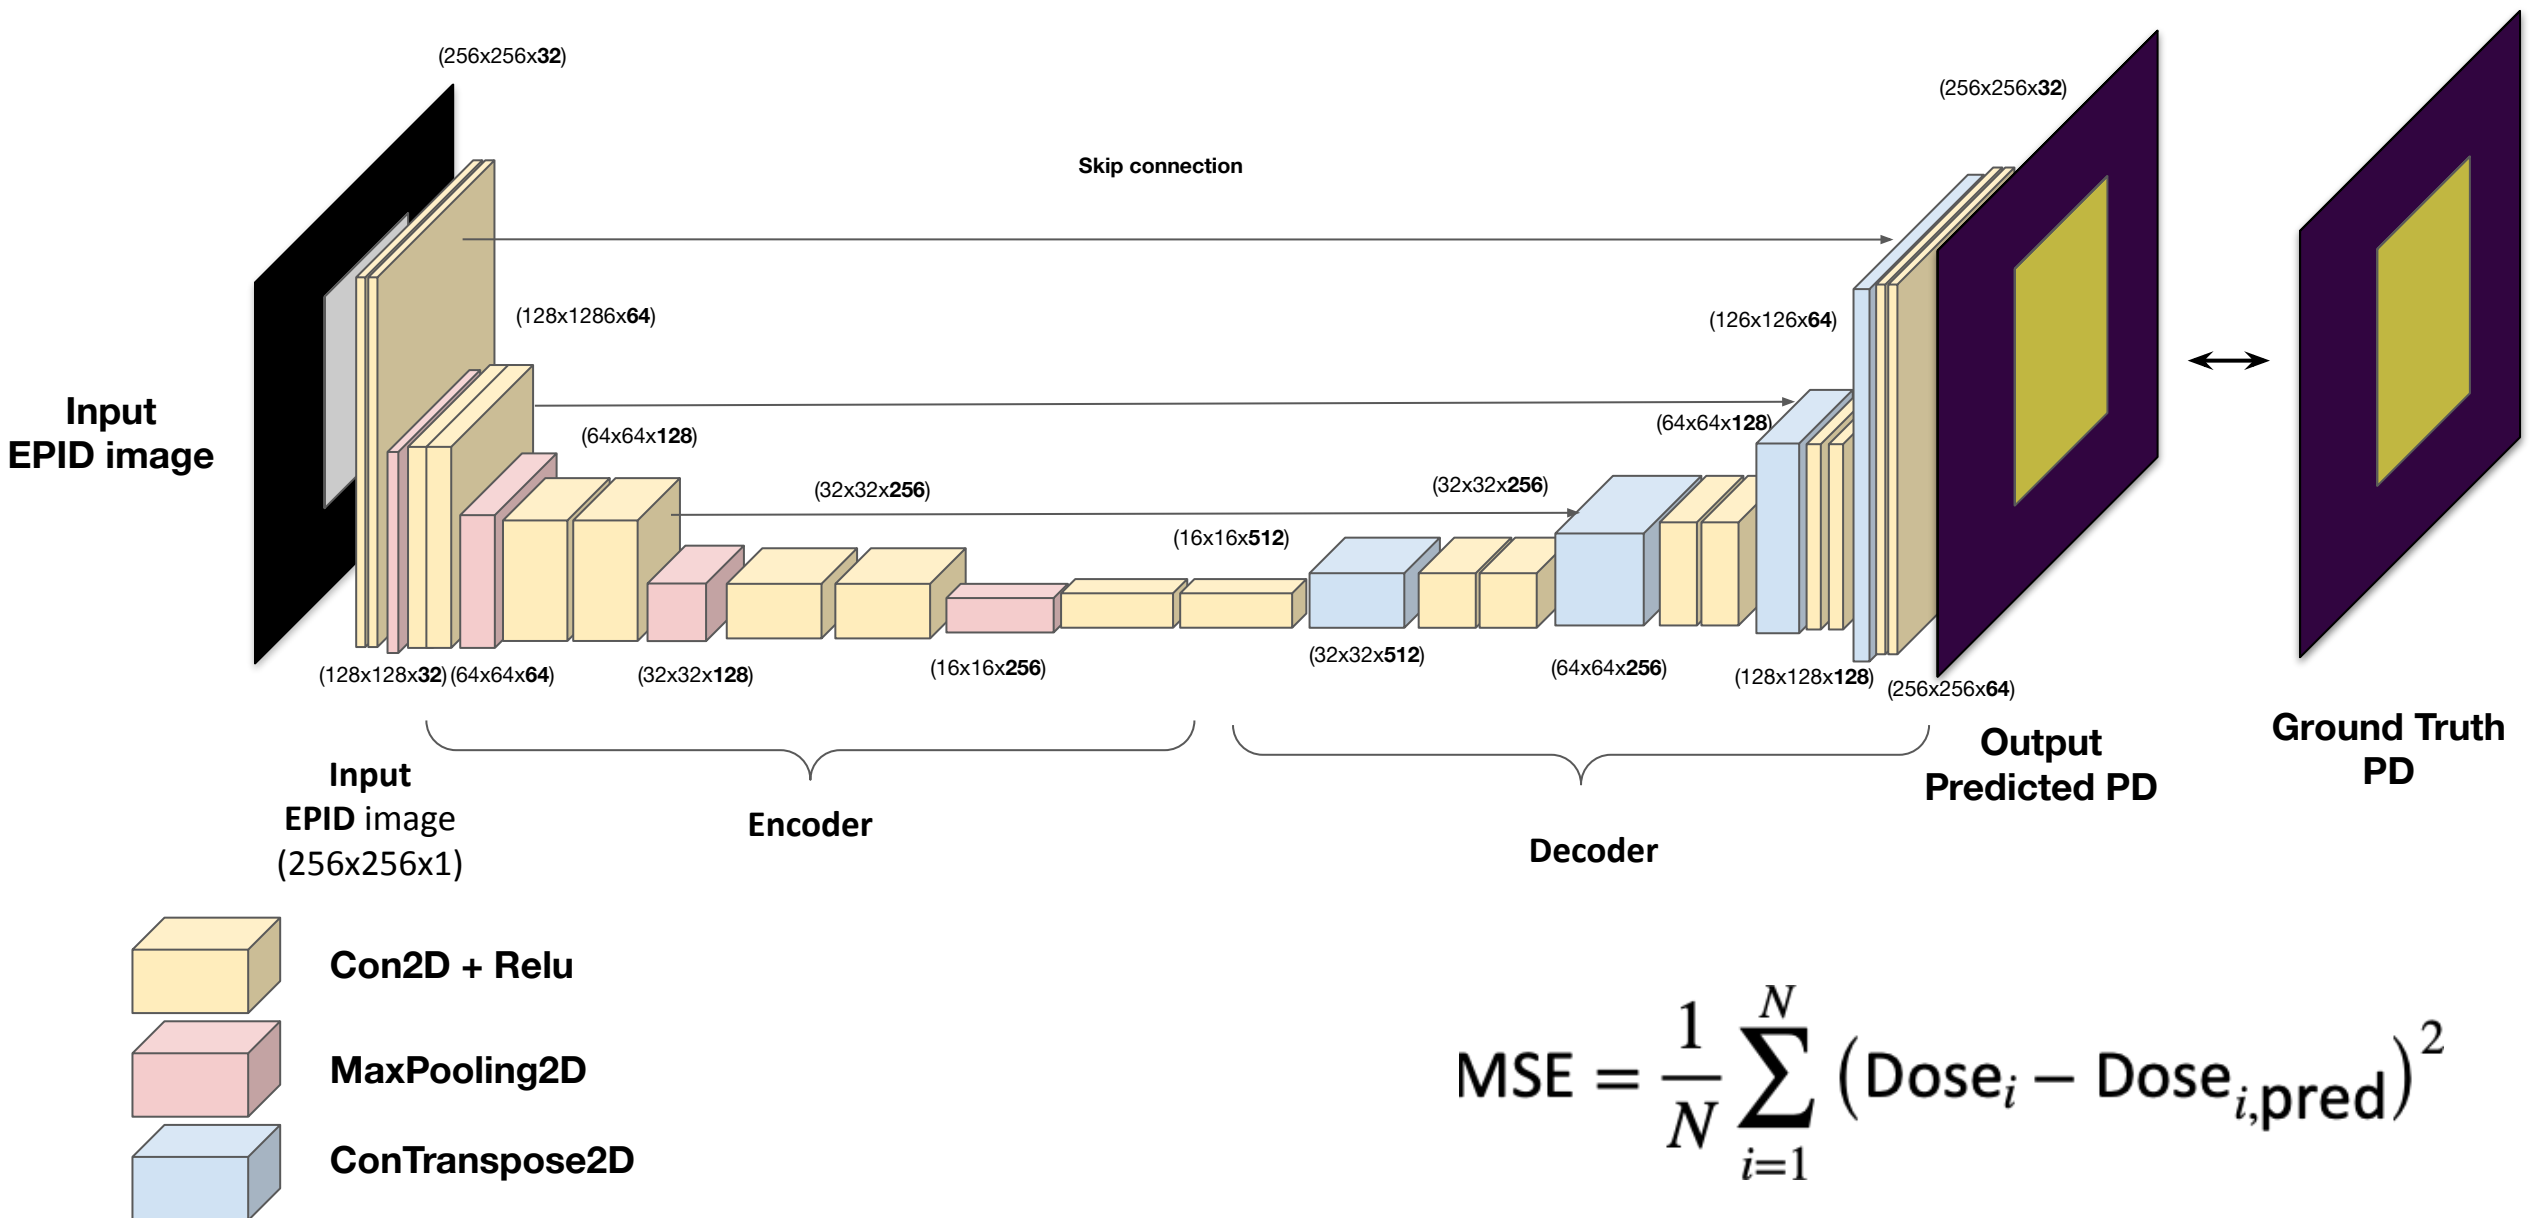 (256x256x32)
(256x256x32)
Skip connection
(128x1286x64)
(126x126x64)
Input
EPID image
(64x64x128)
(64x64x128)
(32x32x256)
(32x32x256)
(16x16x512)
(128x128x32)
(64x64x64)
(32x32x128)
(16x16x256)
(32x32x512)
(64x64x256)
(128x128x128)
(256x256x64)
Input
EPID image
(256x256x1)
Encoder
Decoder
Output
Predicted PD
Ground Truth
PD
Con2D + Relu
MaxPooling2D
ConTranspose2D
MSE = 1/N ∑_{i=1}^{N} (Dose_i − Dose_{i,pred})^2